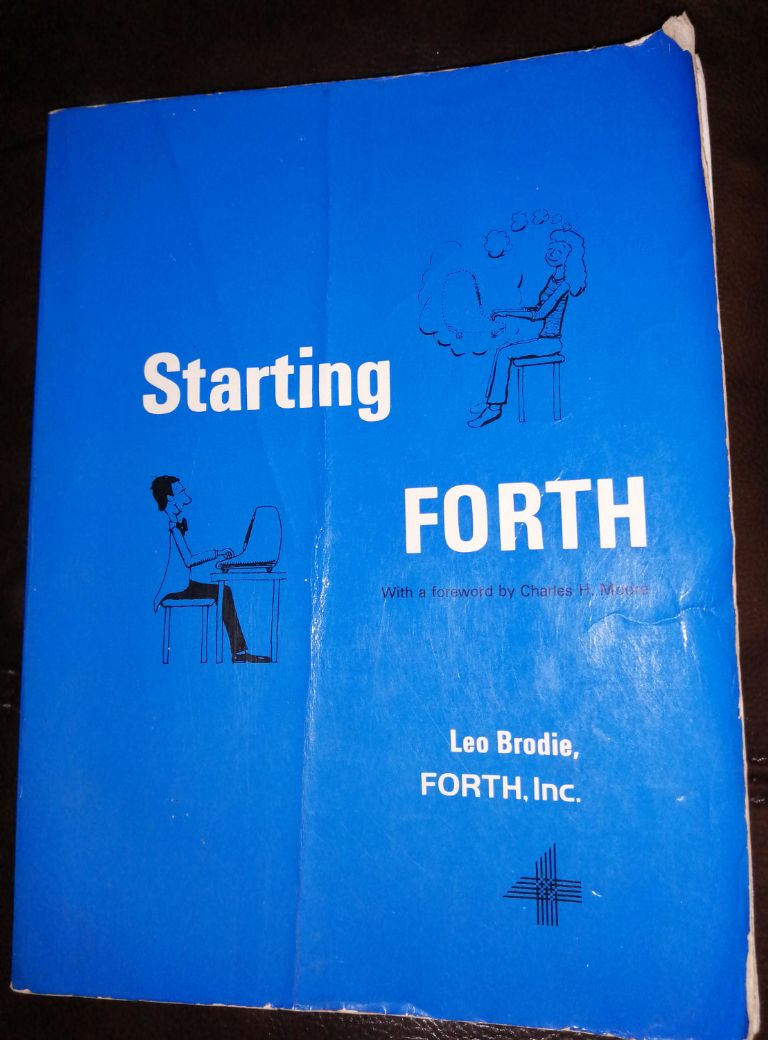 Starting
FORTH
With a foreword by Charles H. Moore
Leo Brodie,
FORTH, Inc.